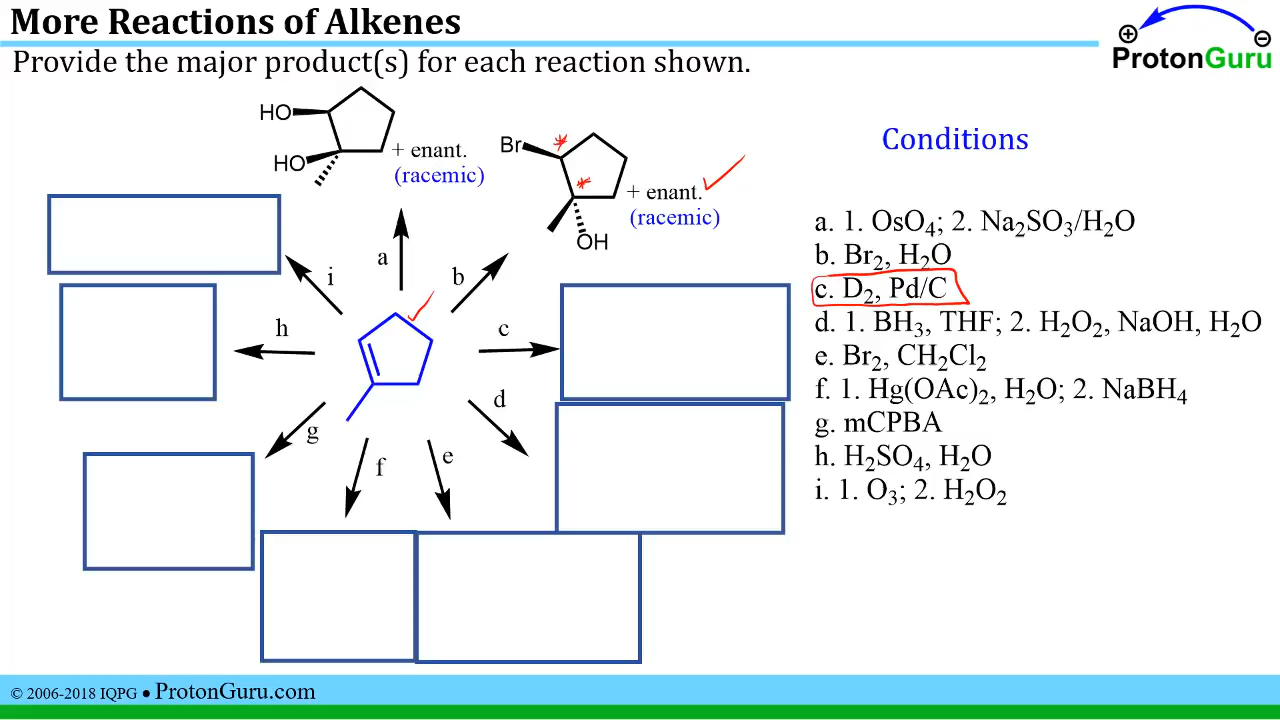 More Reactions of Alkenes
ProtonGuru
Provide the major product(s) for each reaction shown.
HO
HO
+ enant.
(racemic)
Br
+ enant.
(racemic)
OH
Conditions
a. 1. OsO₄; 2. Na₂SO₃/H₂O
b. Br₂, H₂O
c. D₂, Pd/C
d. 1. BH₃, THF; 2. H₂O₂, NaOH, H₂O
e. Br₂, CH₂Cl₂
f. 1. Hg(OAc)₂, H₂O; 2. NaBH₄
g. mCPBA
h. H₂SO₄, H₂O
i. 1. O₃; 2. H₂O₂
a
b
i
h
c
d
g
f
e
© 2006-2018 IQPG ● ProtonGuru.com